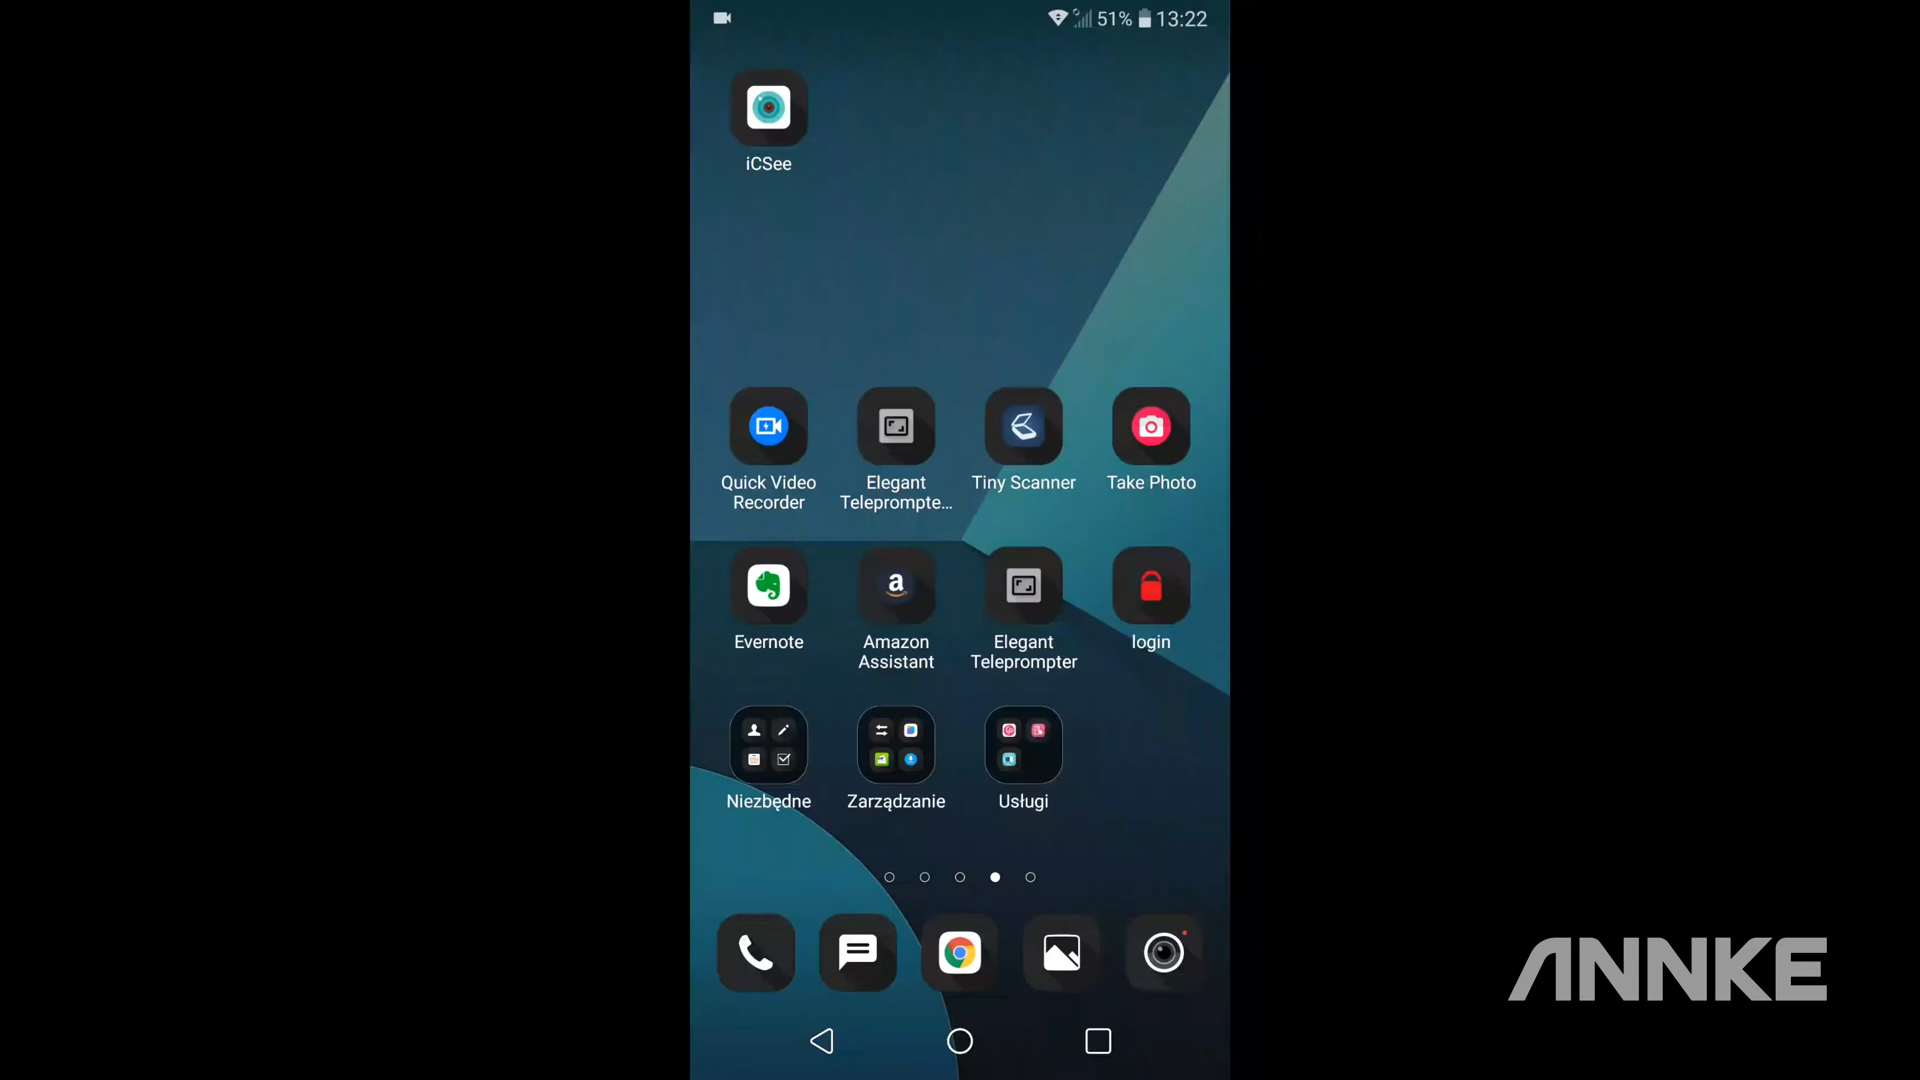 51% 13:22
iCSee
Quick Video
Recorder
Elegant
Teleprompte...
Tiny Scanner
Take Photo
Evernote
Amazon
Assistant
Elegant
Teleprompter
login
Niezbędne
Zarządzanie
Usługi
ANNKE